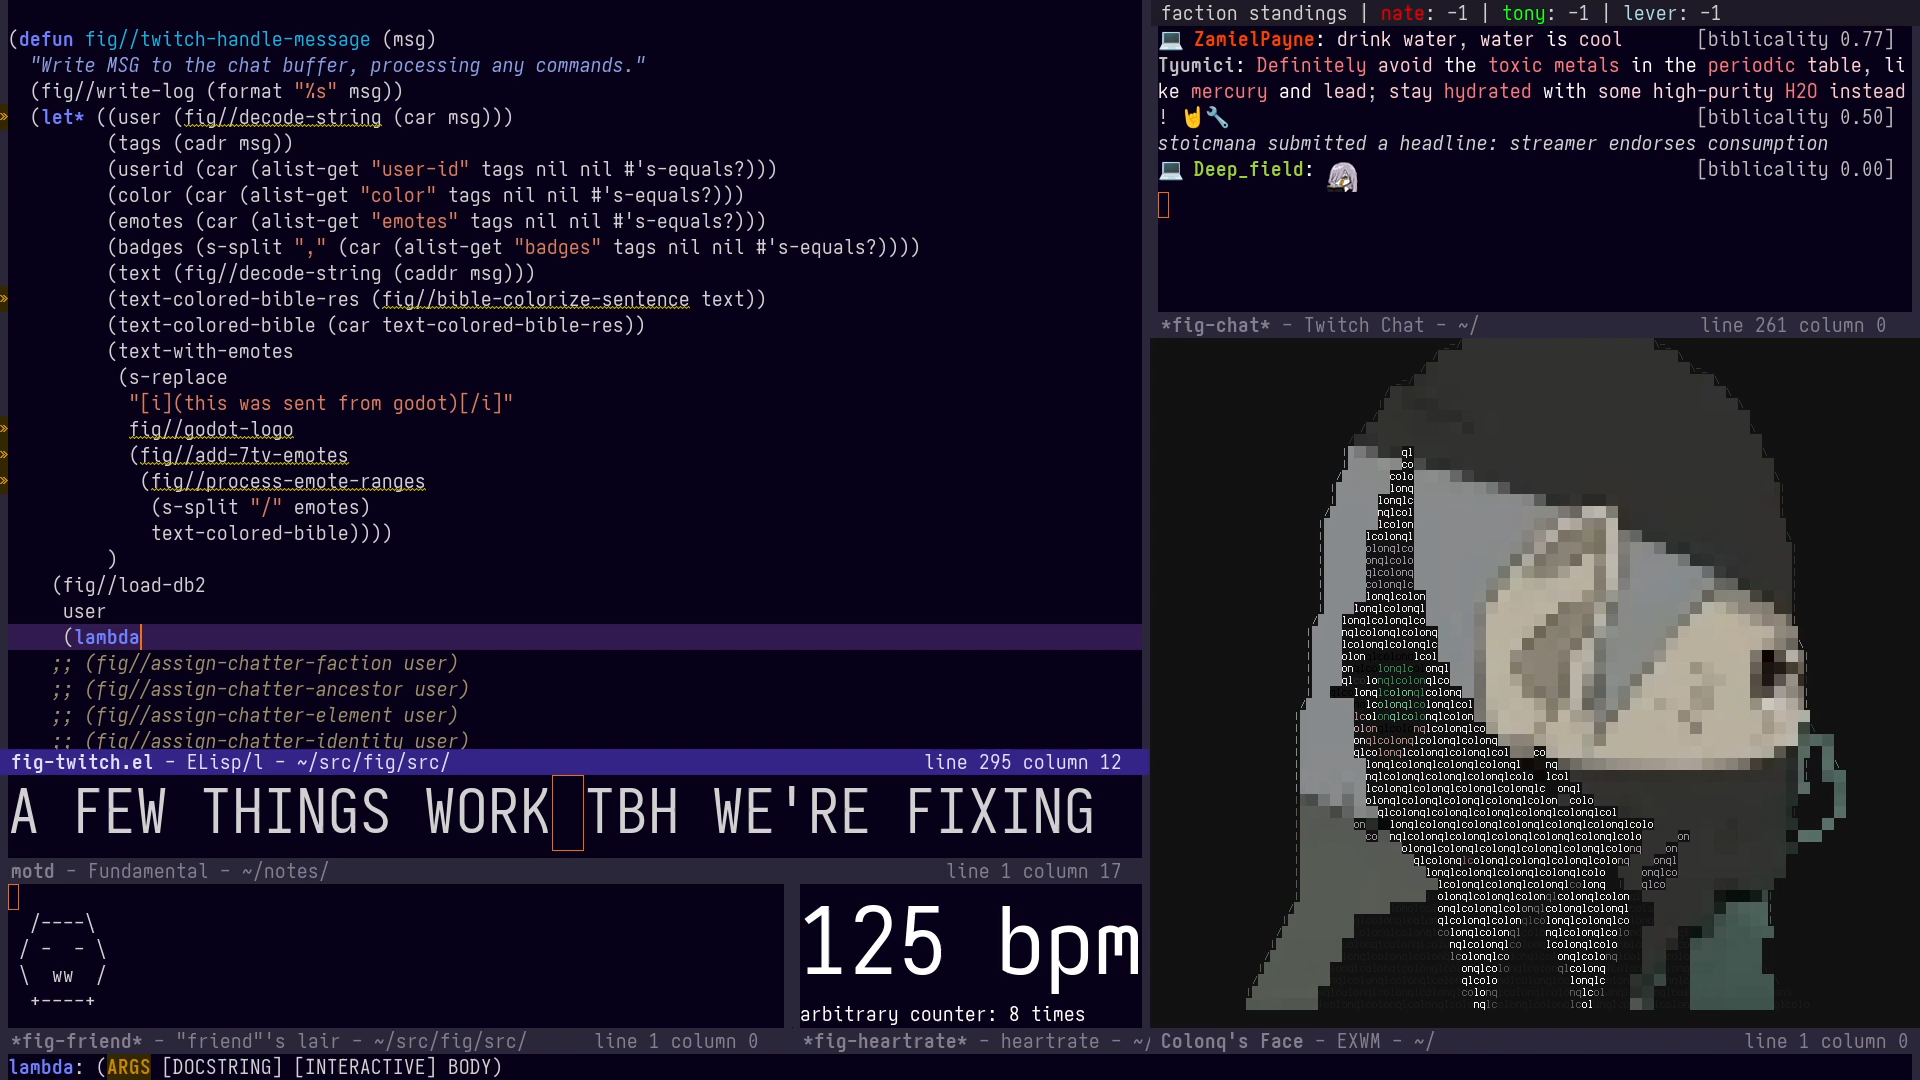 (defun fig//twitch-handle-message (msg)
"Write MSG to the chat buffer, processing any commands."
(fig//write-log (format "%s" msg))
(let* ((user (fig//decode-string (car msg)))
(tags (cadr msg))
(userid (car (alist-get "user-id" tags nil nil #'s-equals?)))
(color (car (alist-get "color" tags nil nil #'s-equals?)))
(emotes (car (alist-get "emotes" tags nil nil #'s-equals?)))
(badges (s-split "," (car (alist-get "badges" tags nil nil #'s-equals?))))
(text (fig//decode-string (caddr msg)))
(text-colored-bible-res (fig//bible-colorize-sentence text))
(text-colored-bible (car text-colored-bible-res))
(text-with-emotes
(s-replace
"[i](this was sent from godot)[/i]"
fig//godot-logo
(fig//add-7tv-emotes
(fig//process-emote-ranges
(s-split "/" emotes)
text-colored-bible))))
)
(fig//load-db2
user
(lambda
;; (fig//assign-chatter-faction user)
;; (fig//assign-chatter-ancestor user)
;; (fig//assign-chatter-element user)
;; (fig//assign-chatter-identity user)
fig-twitch.el - ELisp/l - ~/src/fig/src/ line 295 column 12
A FEW THINGS WORK TBH WE'RE FIXING
motd - Fundamental - ~/notes/ line 1 column 17
/----\
/ -  - \
\  ww  /
+----+
*fig-friend* - "friend"'s lair - ~/src/fig/src/ line 1 column 0
125 bpm
arbitrary counter: 8 times
*fig-heartrate* - heartrate - ~/
lambda: (ARGS [DOCSTRING] [INTERACTIVE] BODY)
faction standings | nate: -1 | tony: -1 | lever: -1
💻 ZamielPayne: drink water, water is cool [biblicality 0.77]
Tyumici: Definitely avoid the toxic metals in the periodic table, li
ke mercury and lead; stay hydrated with some high-purity H2O instead
! 🤘🔧 [biblicality 0.50]
stoicmana submitted a headline: streamer endorses consumption
💻 Deep_field: [biblicality 0.00]
*fig-chat* - Twitch Chat - ~/ line 261 column 0
Colonq's Face - EXWM - ~/ line 1 column 0